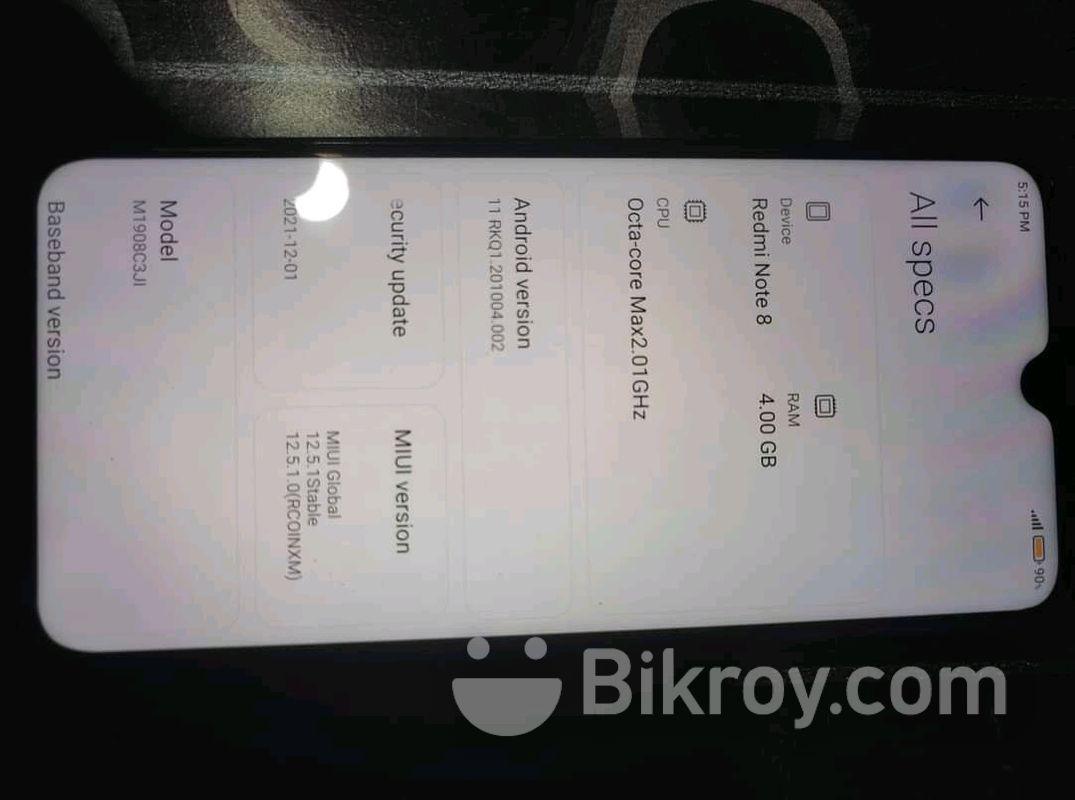 5:15 PM
90%
All specs
Device
Redmi Note 8
RAM
4.00 GB
CPU
Octa-core Max2.01GHz
Android version
11 RKQ1.201004.002
ecurity update
2021-12-01
MIUI version
MIUI Global
12.5.1Stable
12.5.1.0(RCOINXM)
Model
M1908C3JI
Baseband version
Bikroy.com